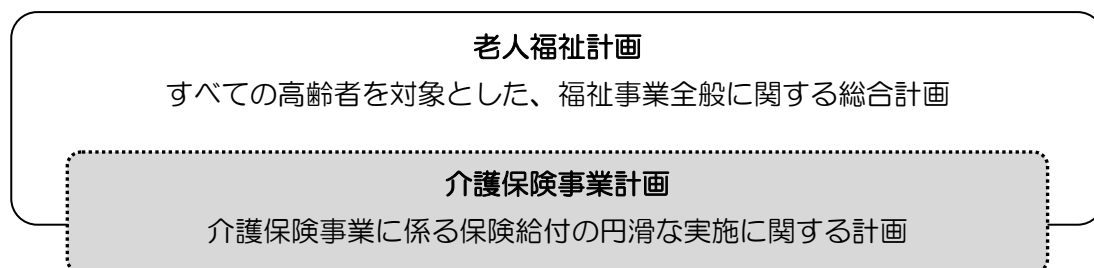 老人福祉計画
すべての高齢者を対象とした、福祉事業全般に関する総合計画
介護保険事業計画
介護保険事業に係る保険給付の円滑な実施に関する計画